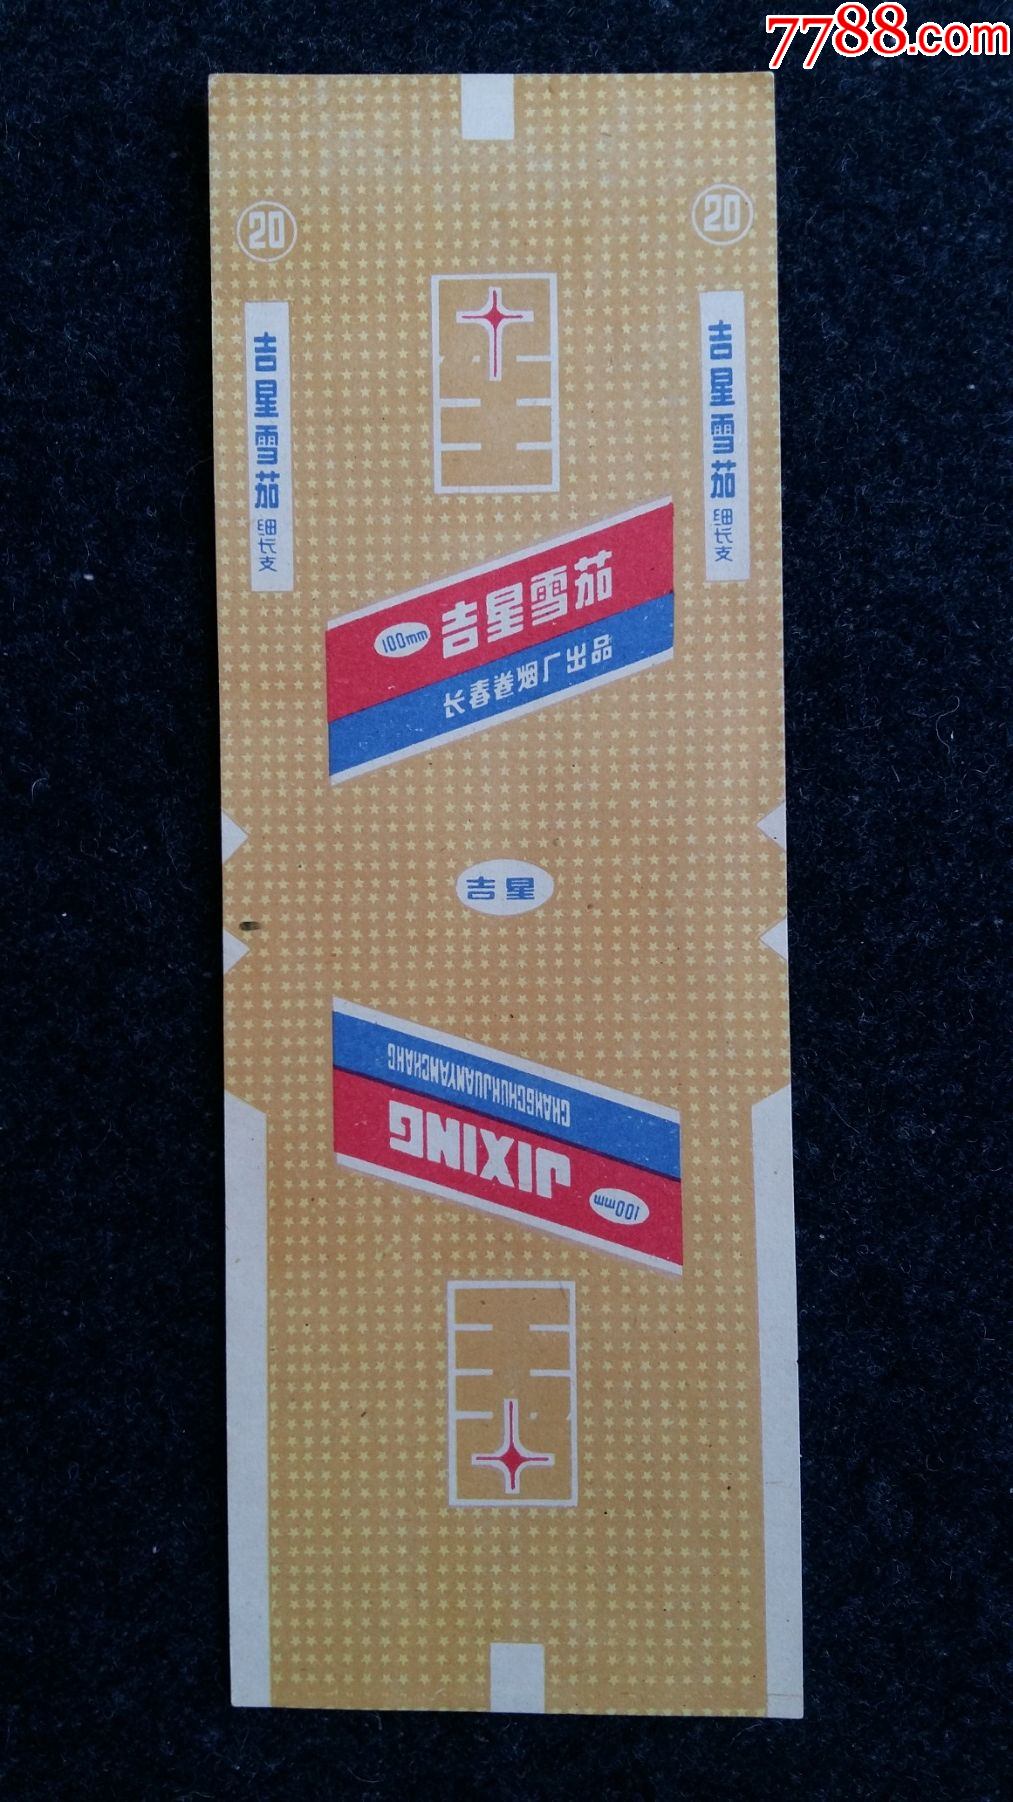 7788.com
20
20
吉星雪茄 细长支
吉星雪茄 细长支
100mm 吉星雪茄
长春卷烟厂出品
吉星
CHANGCHUNJUANYANCHANG
JIXING
100mm